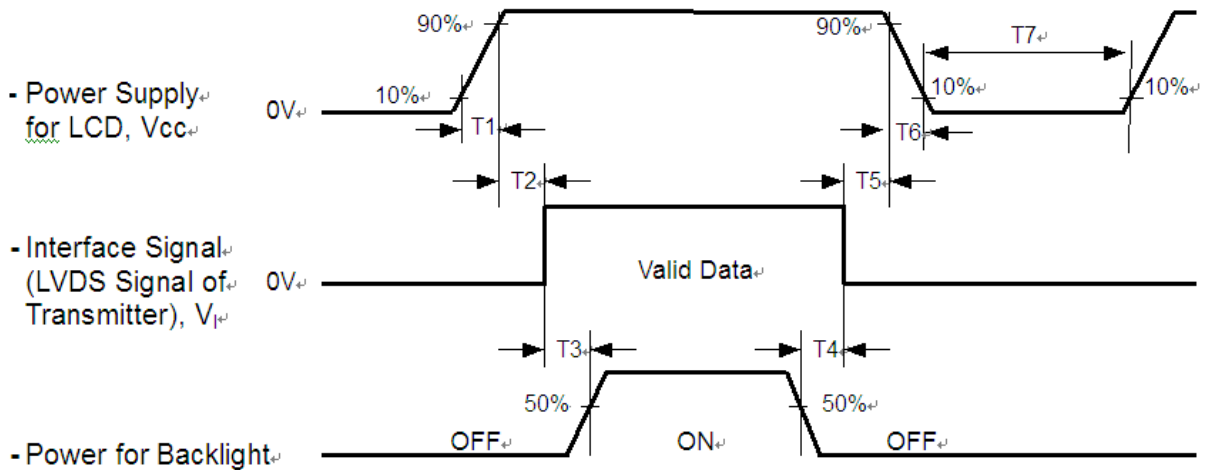 90%
90%
T7
- Power Supply
for LCD, Vcc
0V
10%
10%
10%
T1
T6
T2
T5
- Interface Signal
(LVDS Signal of
Transmitter), VI
0V
Valid Data
T3
T4
50%
50%
- Power for Backlight
OFF
ON
OFF